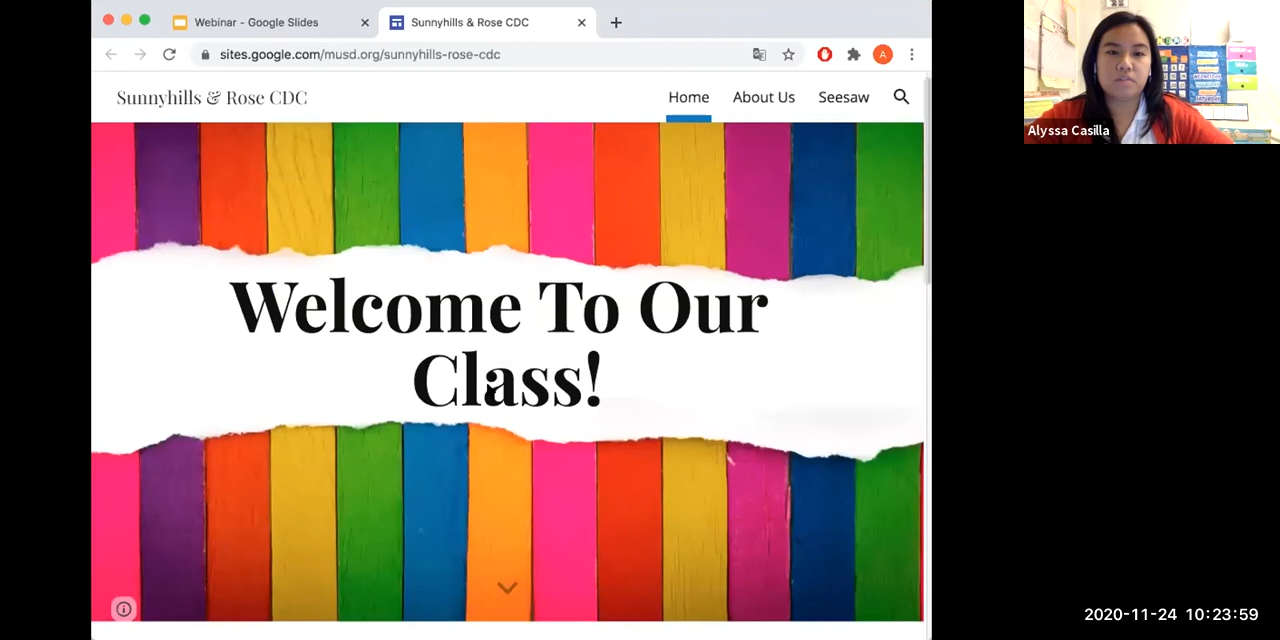 Webinar - Google Slides
Sunnyhills & Rose CDC
sites.google.com/musd.org/sunnyhills-rose-cdc
A
Sunnyhills & Rose CDC
Home
About Us
Seesaw
Welcome To Our
Class!
Alyssa Casilla
2020-11-24 10:23:59